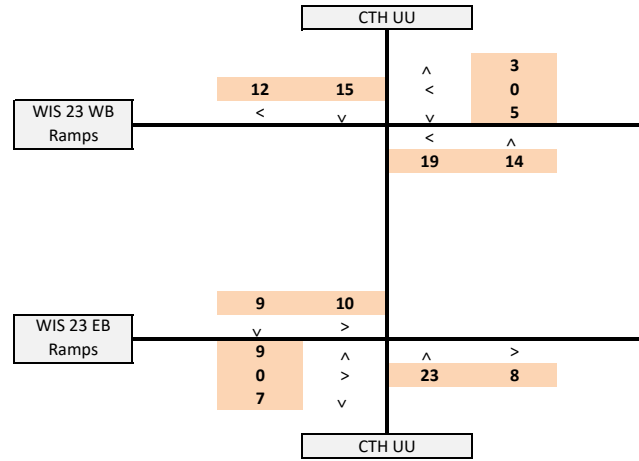 CTH UU
˄ 3
12 15 ˂ 0
˂ ˅ ˅ 5
WIS 23 WB
Ramps
˂ ˄
19 14
9 10
˅ >
WIS 23 EB
Ramps
9 ˄ ˄ >
0 > 23 8
7 ˅
CTH UU